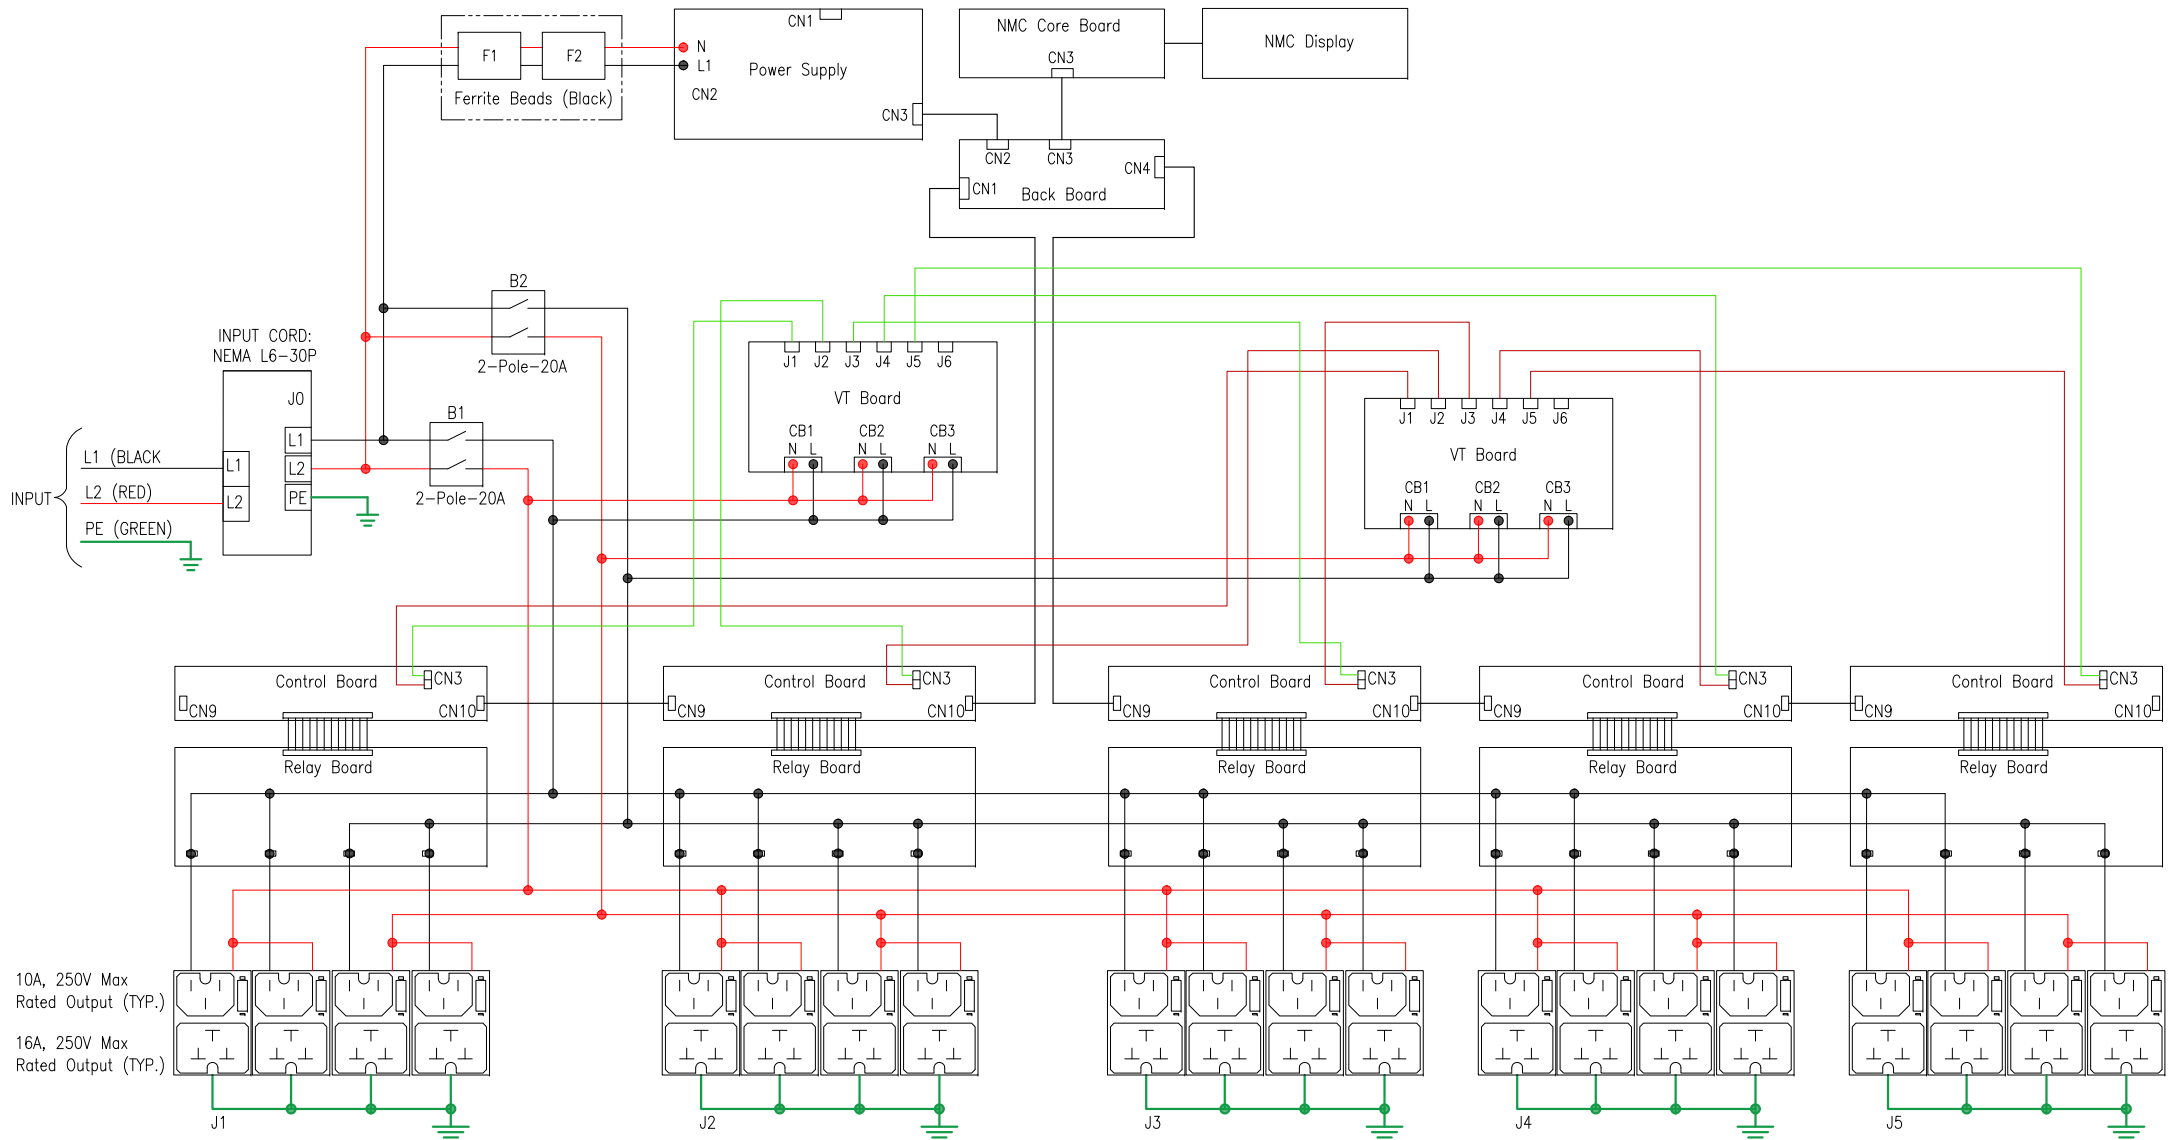 CN1
N
L1
Power Supply
CN2
CN3
F1
F2
Ferrite Beads (Black)
NMC Core Board
CN3
NMC Display
CN2
CN3
CN4
CN1
Back Board
B2
2-Pole-20A
INPUT CORD:
NEMA L6-30P
J0
L1
L2
PE
L1
L2
B1
2-Pole-20A
INPUT
L1 (BLACK
L2 (RED)
PE (GREEN)
J1 J2 J3 J4 J5 J6
VT Board
CB1 CB2 CB3
N L N L N L
J1 J2 J3 J4 J5 J6
VT Board
CB1 CB2 CB3
N L N L N L
Control Board
CN3
CN9
CN10
Relay Board
Control Board
CN3
CN9
CN10
Relay Board
Control Board
CN3
CN9
CN10
Relay Board
Control Board
CN3
CN9
CN10
Relay Board
Control Board
CN3
CN9
CN10
Relay Board
10A, 250V Max
Rated Output (TYP.)
16A, 250V Max
Rated Output (TYP.)
J1
J2
J3
J4
J5